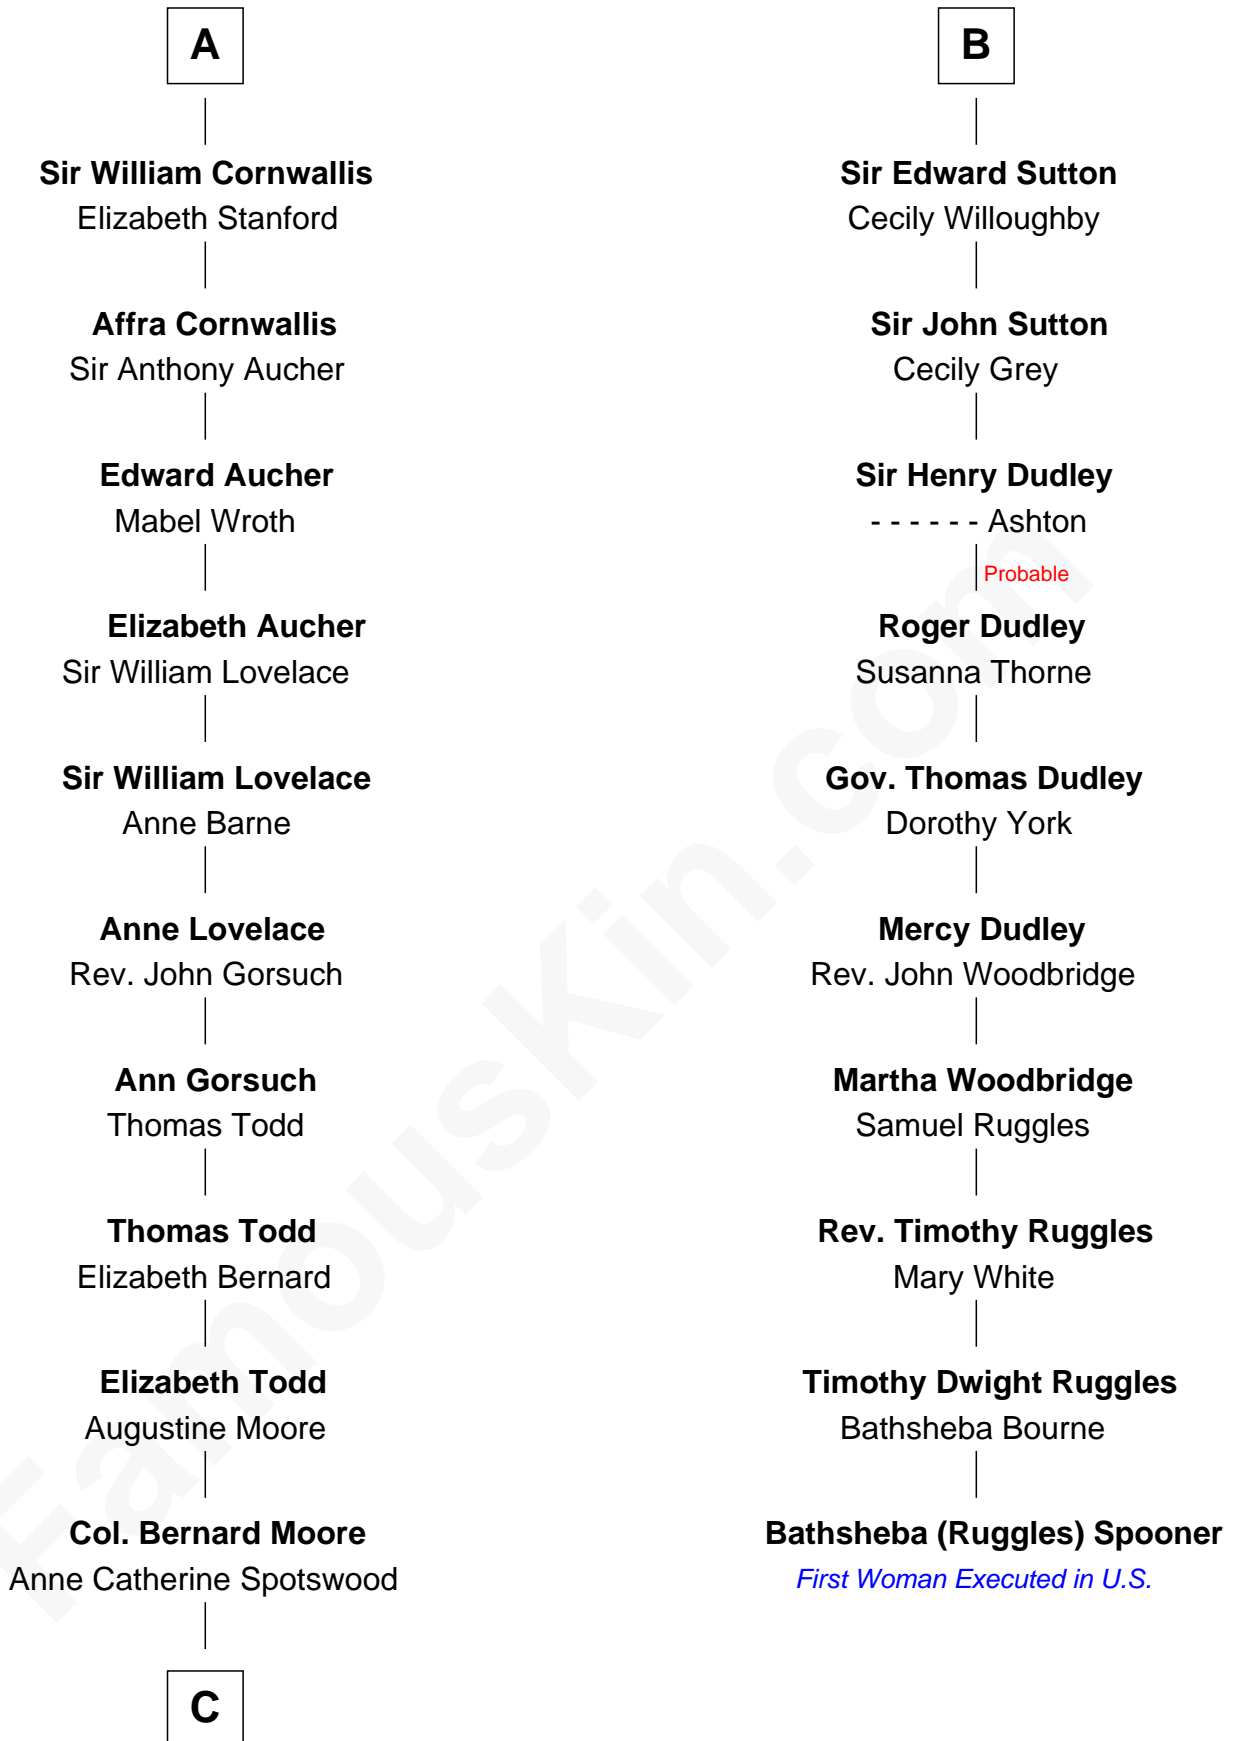 A
Sir William Cornwallis
Elizabeth Stanford
Affra Cornwallis
Sir Anthony Aucher
Edward Aucher
Mabel Wroth
Elizabeth Aucher
Sir William Lovelace
Sir William Lovelace
Anne Barne
Anne Lovelace
Rev. John Gorsuch
Ann Gorsuch
Thomas Todd
Thomas Todd
Elizabeth Bernard
Elizabeth Todd
Augustine Moore
Col. Bernard Moore
Anne Catherine Spotswood
C
B
Sir Edward Sutton
Cecily Willoughby
Sir John Sutton
Cecily Grey
Sir Henry Dudley
- - - - - - Ashton
Probable
Roger Dudley
Susanna Thorne
Gov. Thomas Dudley
Dorothy York
Mercy Dudley
Rev. John Woodbridge
Martha Woodbridge
Samuel Ruggles
Rev. Timothy Ruggles
Mary White
Timothy Dwight Ruggles
Bathsheba Bourne
Bathsheba (Ruggles) Spooner
First Woman Executed in U.S.
FamousKin.com